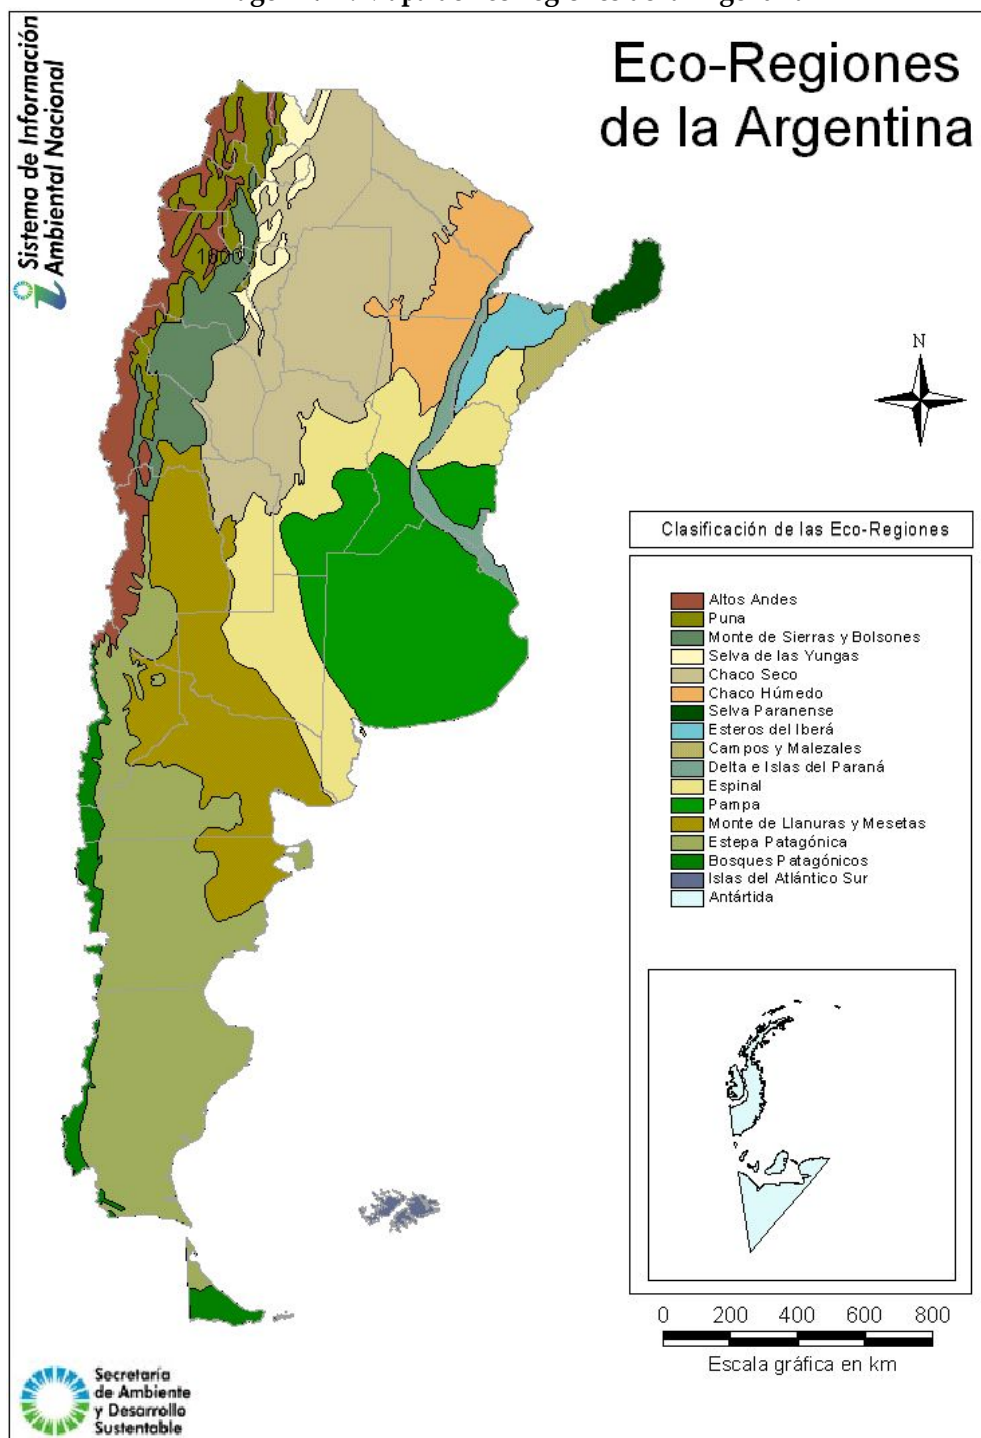 Sistema de Información
Ambiental Nacional
Eco-Regiones
de la Argentina
N
Clasificación de las Eco-Regiones
Altos Andes
Puna
Monte de Sierras y Bolsones
Selva de las Yungas
Chaco Seco
Chaco Húmedo
Selva Paranense
Esteros del Iberá
Campos y Malezales
Delta e Islas del Paraná
Espinal
Pampa
Monte de Llanuras y Mesetas
Estepa Patagónica
Bosques Patagónicos
Islas del Atlántico Sur
Antártida
0 200 400 600 800
Escala gráfica en km
Secretaría
de Ambiente
y Desarrollo
Sustentable